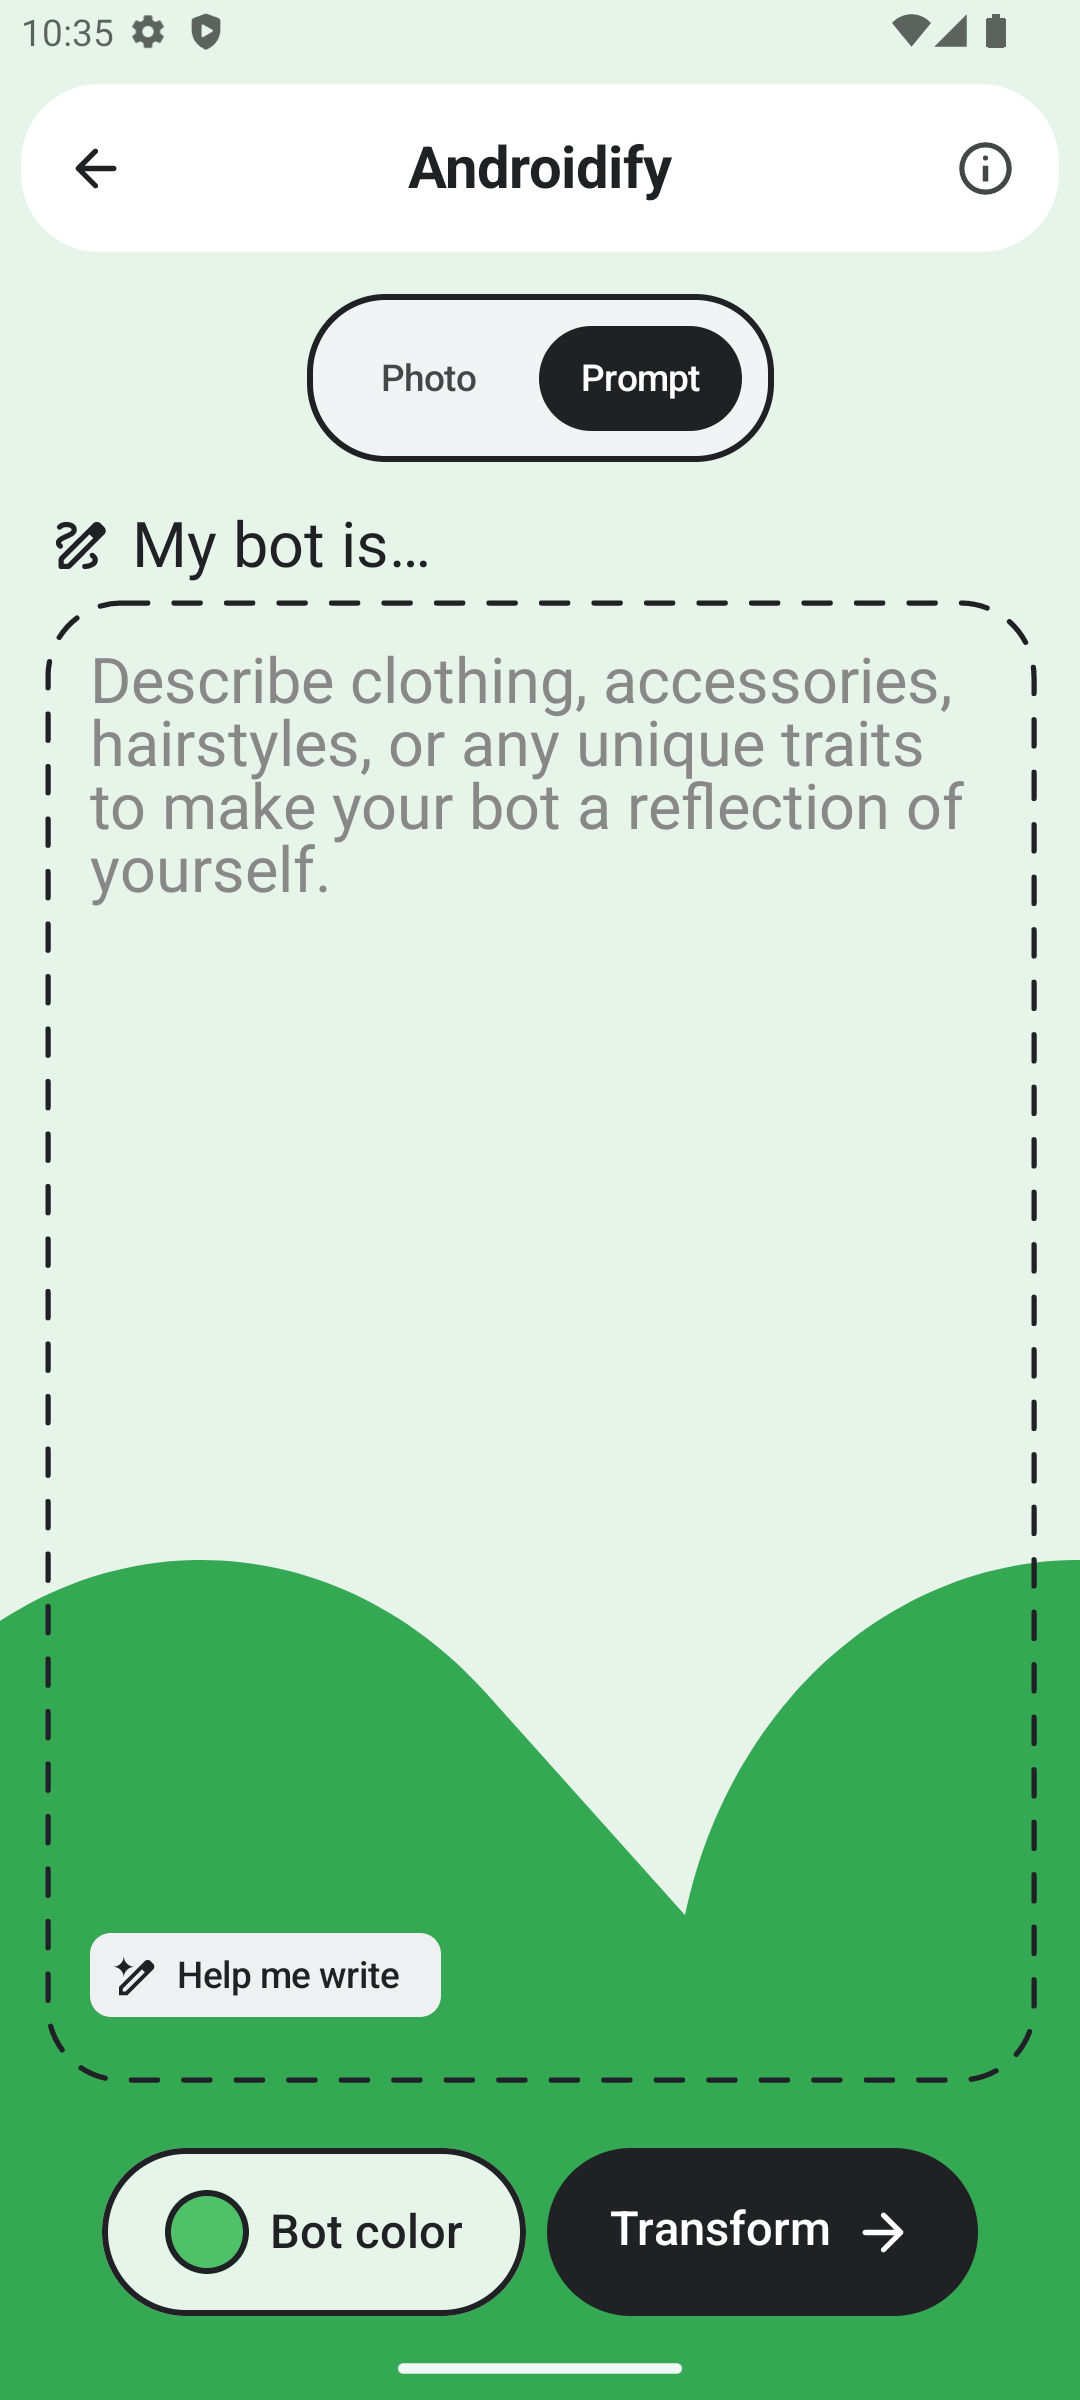 10:35
Androidify
Photo
Prompt
My bot is...
Describe clothing, accessories,
hairstyles, or any unique traits
to make your bot a reflection of
yourself.
Help me write
Bot color
Transform